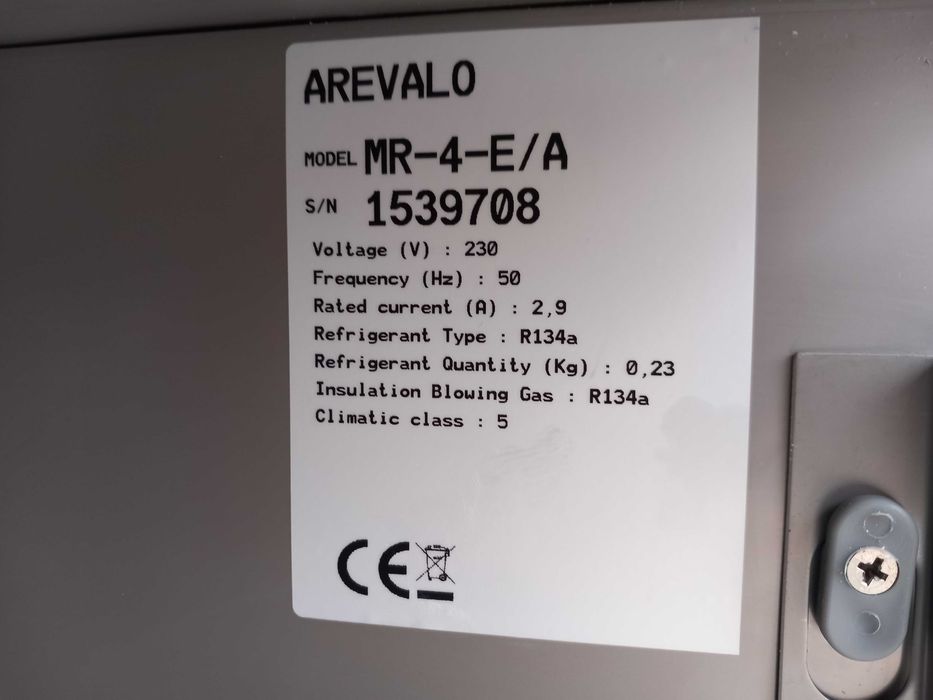 AREVALO
MODEL MR-4-E/A
S/N 1539708
Voltage (V) : 230
Frequency (Hz) : 50
Rated current (A) : 2,9
Refrigerant Type : R134a
Refrigerant Quantity (Kg) : 0,23
Insulation Blowing Gas : R134a
Climatic class : 5
CE